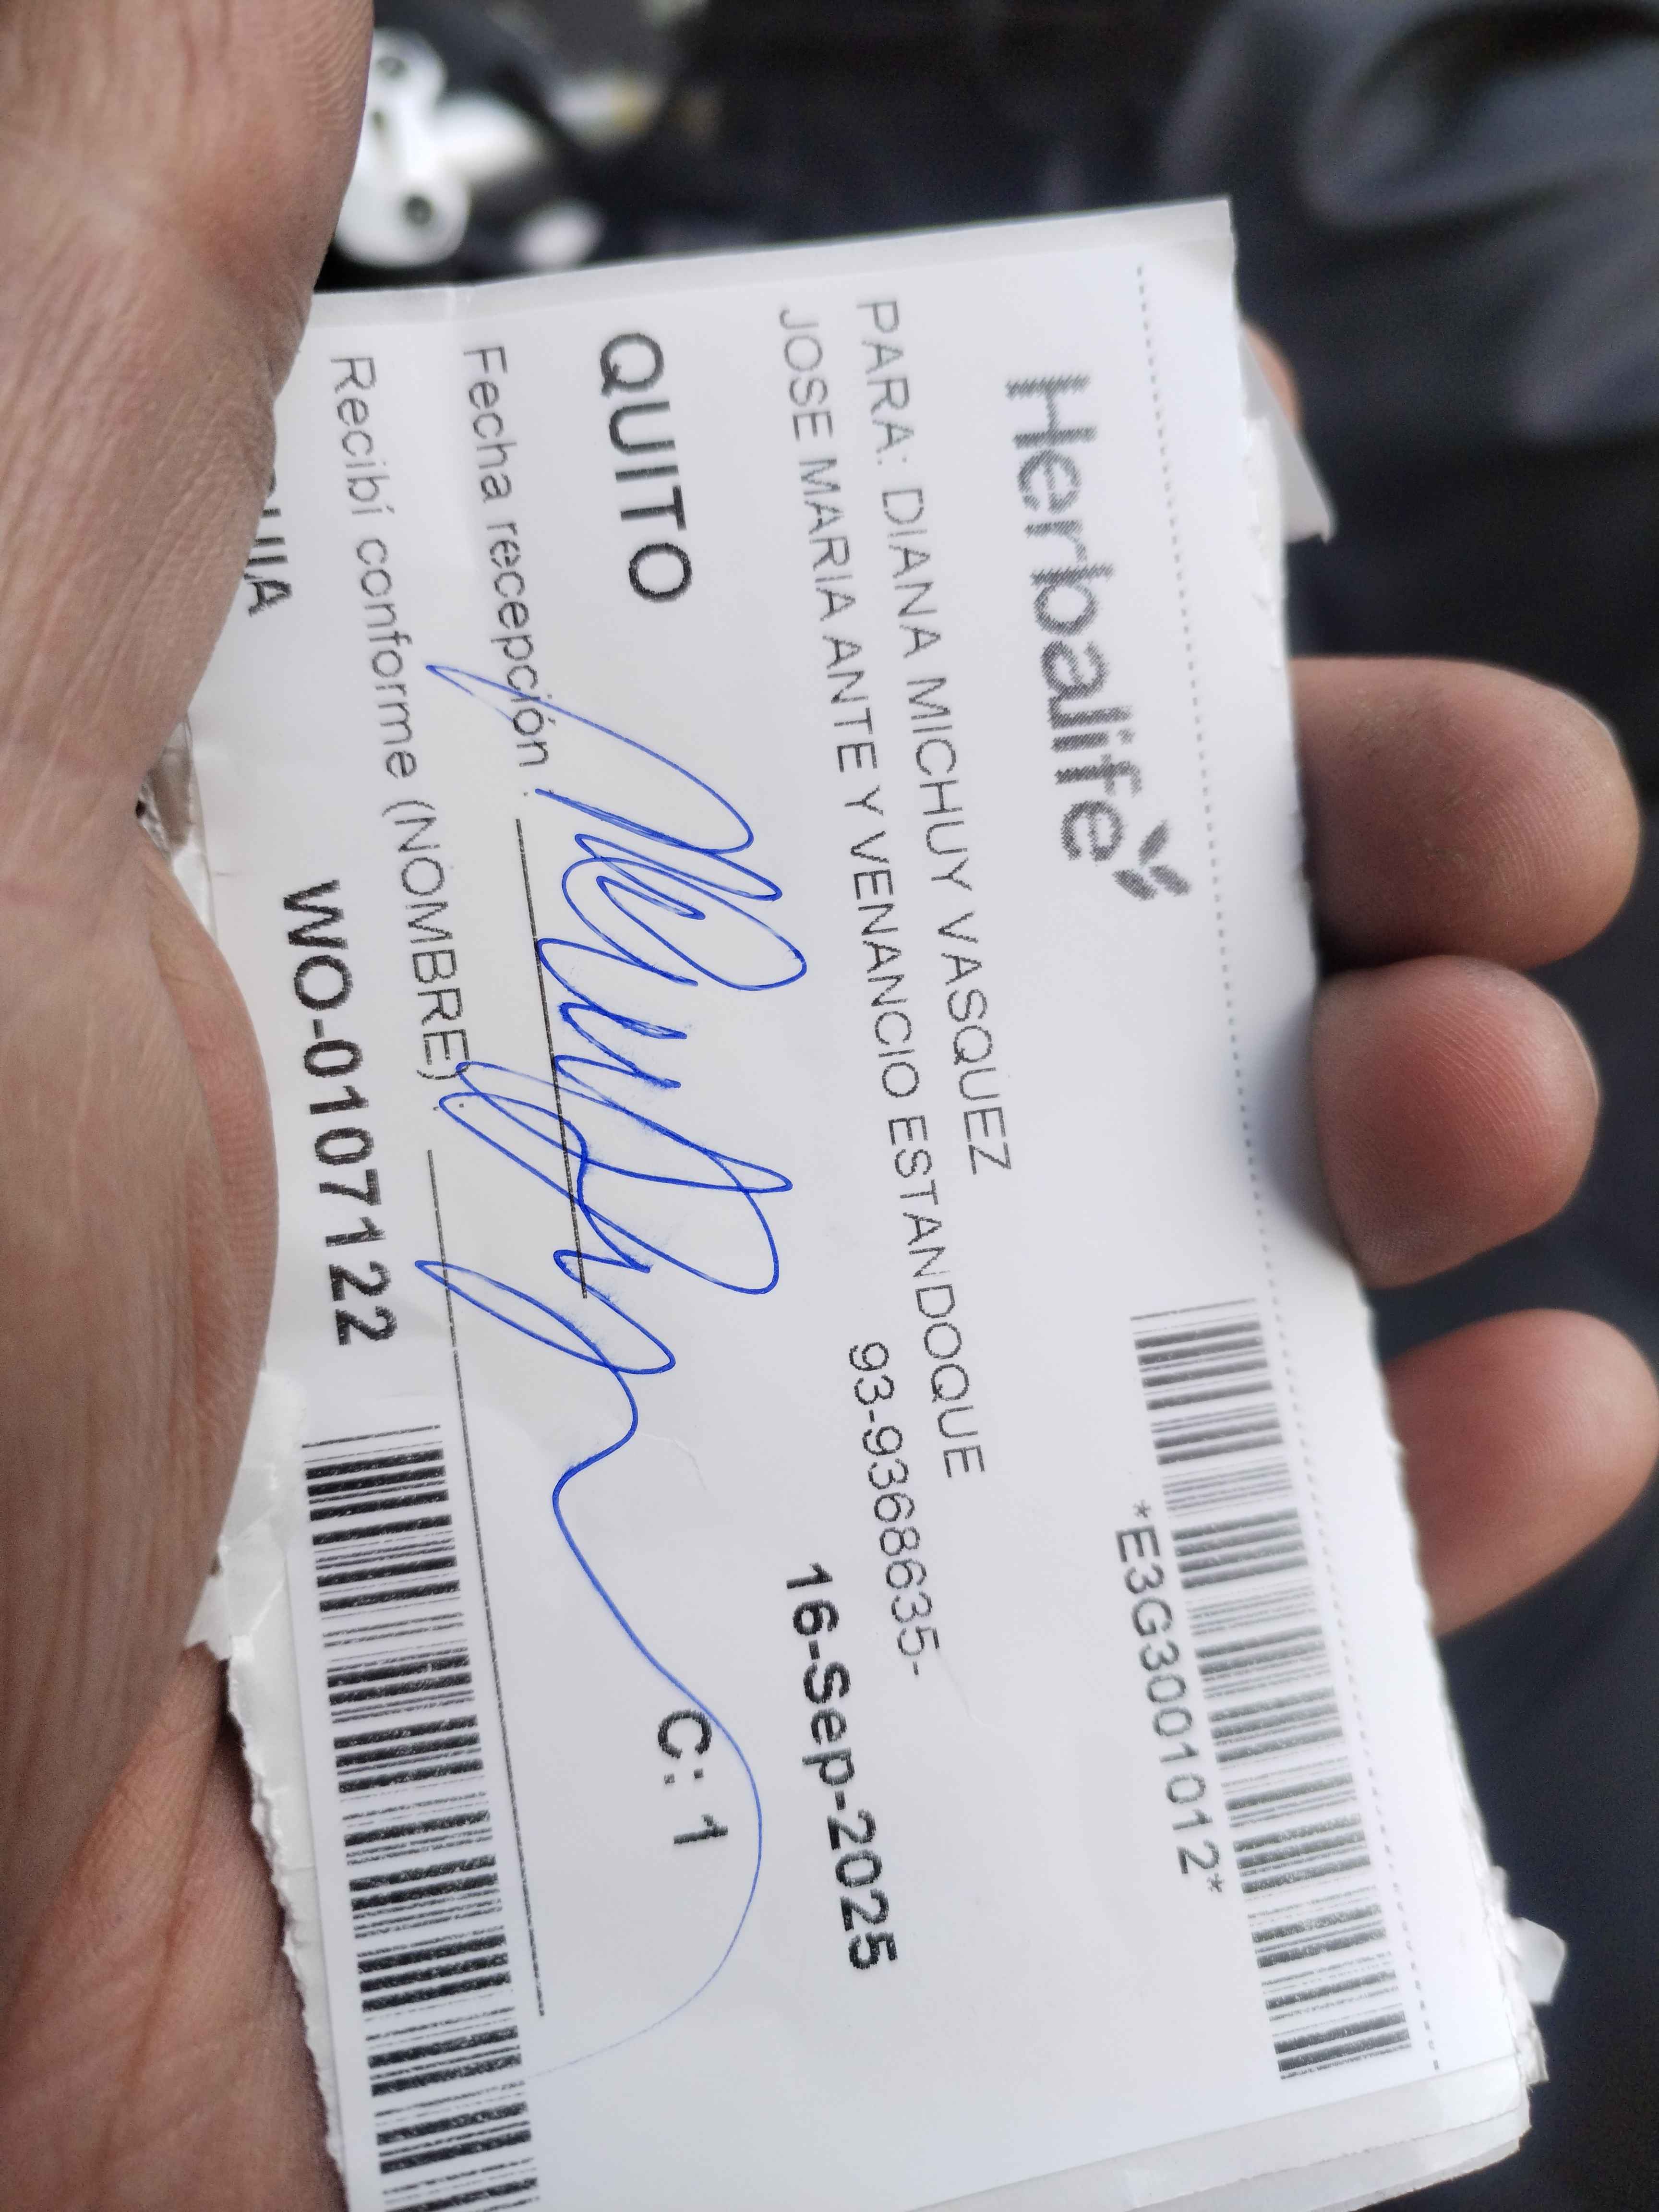 Herbalife
*E3G3001012*
PARA: DIANA MICHUY VASQUEZ
JOSE MARIA ANTE Y VENANCIO ESTANDOQUE
93-9368635-
QUITO
16-Sep-2025
Fecha recepción :
C: 1
Recibí conforme (NOMBRE) :
WO-0107122